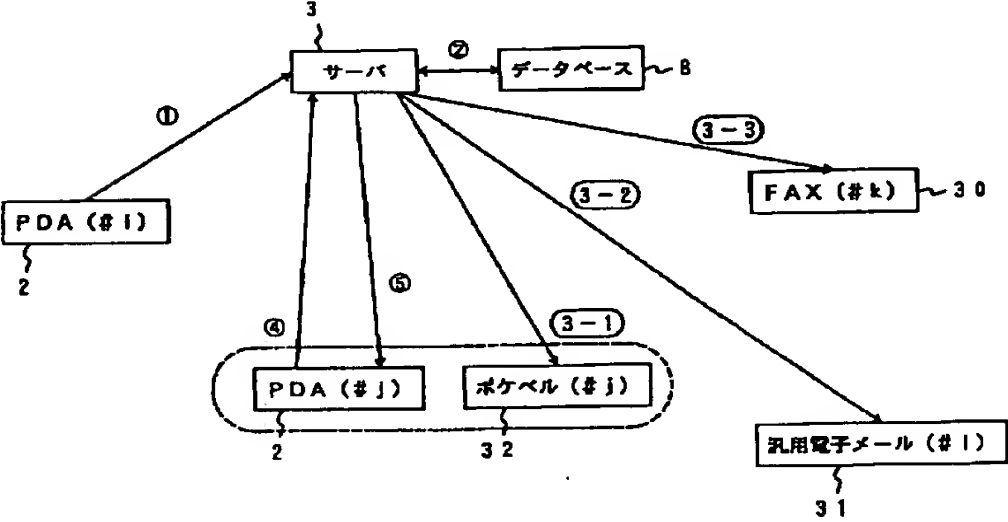 3
サーバ
②
データベース
8
①
3-3
FAX(#k)
30
3-2
PDA(#i)
2
⑤
④
3-1
PDA(#j)
ポケベル(#j)
2
32
汎用電子メール(#l)
31